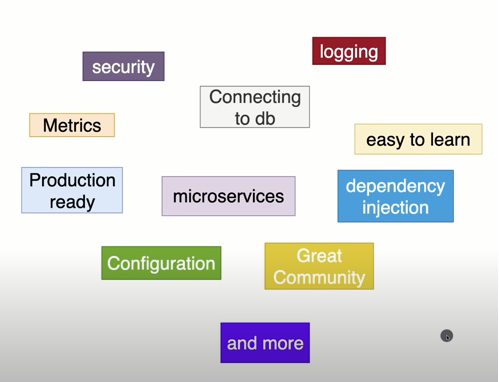 logging
security
Connecting
to db
Metrics
easy to learn
Production
ready
microservices
dependency
injection
Configuration
Great
Community
and more